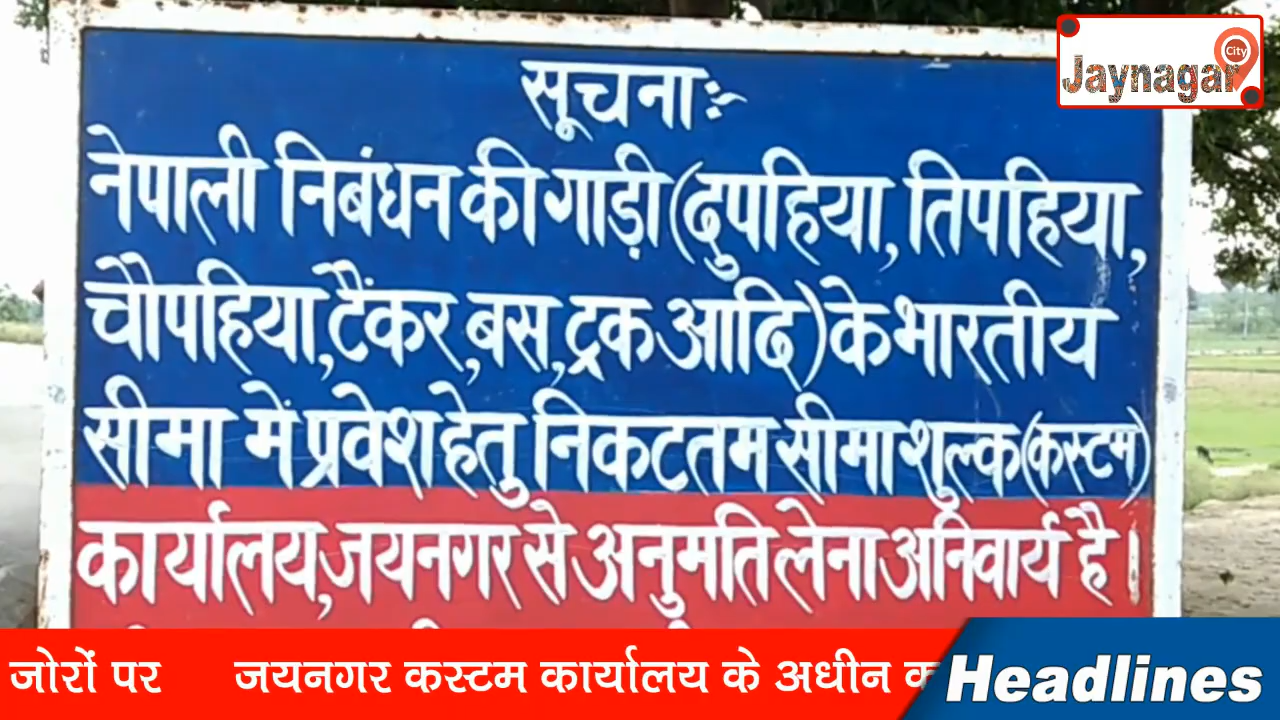 City
Jaynagar
सूचनाः-
नेपाली निबंधन की गाड़ी (दुपहिया, तिपहिया,
चौपहिया, टैंकर, बस, ट्रक आदि) के भारतीय
सीमा में प्रवेश हेतु निकटतम सीमा शुल्क (कस्टम)
कार्यालय, जयनगर से अनुमति लेना अनिवार्य है।
जोरों पर जयनगर कस्टम कार्यालय के अधीन
Headlines